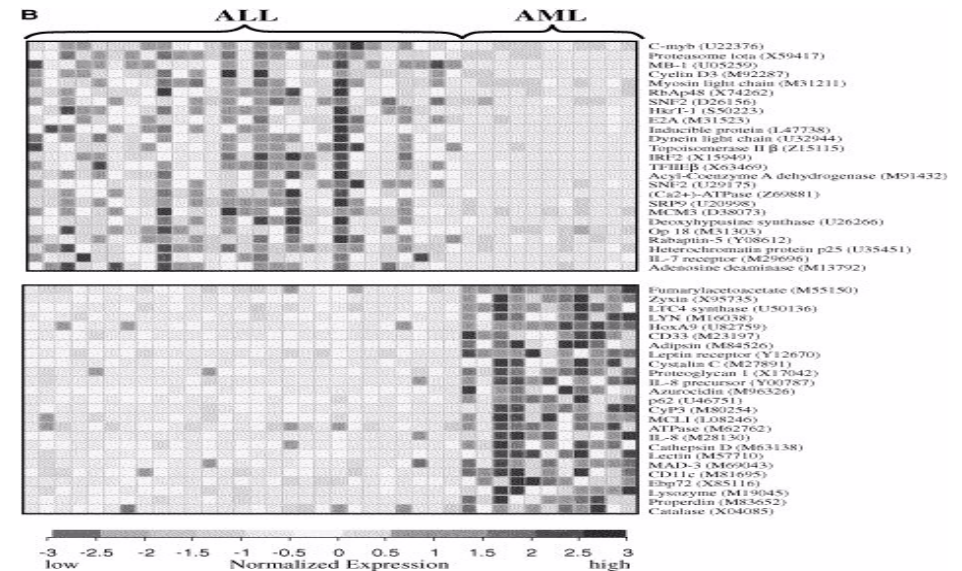 B
ALL AML
C-myb (U22376)
Proteasome iota (X59417)
MB-1 (U05259)
Cyclin D3 (M92287)
Myosin light chain (M31211)
RbAp48 (X74262)
SNF2 (D26156)
HkrT-1 (S50223)
E2A (M31523)
Inducible protein (L47738)
Dynein light chain (U32944)
Topoisomerase II β (Z15115)
IRF2 (X15949)
TFIIEβ (X63469)
Acyl-Coenzyme A dehydrogenase (M91432)
SNF2 (U29175)
(Ca2+)-ATPase (Z69881)
SRP9 (U20998)
MCM3 (D38073)
Deoxyhypusine synthase (U26266)
Op 18 (M31303)
Rabaptin-5 (Y08612)
Heterochromatin protein p25 (U35451)
IL-7 receptor (M29696)
Adenosine deaminase (M13792)
Fumarylacetoacetate (M55150)
Zyxin (X95735)
LTC4 synthase (U50136)
LYN (M16038)
HoxA9 (U82759)
CD33 (M23197)
Adipsin (M84526)
Leptin receptor (Y12670)
Cystatin C (M27891)
Proteoglycan 1 (X17042)
IL-8 precursor (Y00787)
Azurocidin (M96326)
p62 (U46751)
CyP3 (M80254)
MCL1 (L08246)
ATPase (M62762)
IL-8 (M28130)
Cathepsin D (M63138)
Lectin (M57710)
MAD-3 (M69043)
CD11c (M81695)
Ebp72 (X85116)
Lysozyme (M19045)
Properdin (M83652)
Catalase (X04085)
-3 -2.5 -2 -1.5 -1 -0.5 0 0.5 1 1.5 2 2.5 3
low Normalized Expression high